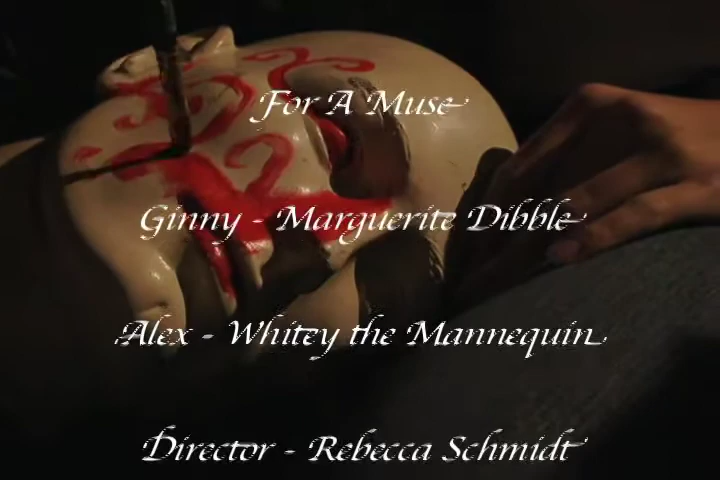 For A Muse
Ginny - Marguerite Dibble
Alex - Whitey the Mannequin
Director - Rebecca Schmidt